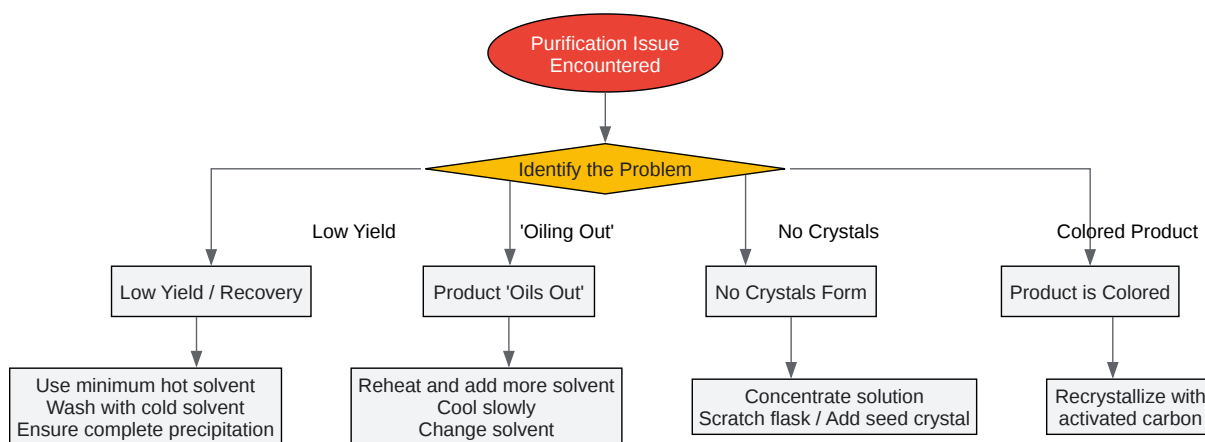 Purification Issue
Encountered
Identify the Problem
Low Yield
'Oiling Out'
No Crystals
Colored Product
Low Yield / Recovery
Product 'Oils Out'
No Crystals Form
Product is Colored
Use minimum hot solvent
Wash with cold solvent
Ensure complete precipitation
Reheat and add more solvent
Cool slowly
Change solvent
Concentrate solution
Scratch flask / Add seed crystal
Recrystallize with
activated carbon